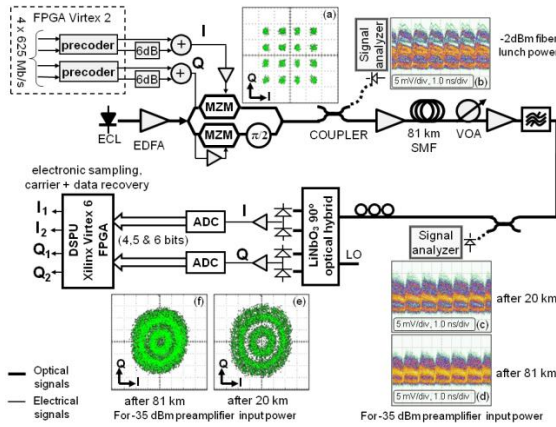 FPGA Virtex 2
4 x 625 Mb/s
precoder
6dB
precoder
6dB
I
Q
(a)
Q
I
MZM
MZM
π/2
ECL
EDFA
COUPLER
Signal
analyzer
5 mV/div, 1.0 ns/div
(b)
-2dBm fiber
lunch power
81 km
SMF
VOA
electronic sampling,
carrier + data recovery
I1
I2
Q1
Q2
DSPU
Xilinx Virtex 6
FPGA
(4,5 & 6 bits)
ADC
ADC
I
Q
LiNbO3 90°
optical hybrid
LO
Signal
analyzer
5 mV/div, 1.0 ns/div
(c)
after 20 km
5 mV/div, 1.0 ns/div
(d)
after 81 km
For-35 dBm preamplifier input power
(f)
Q
I
(e)
Q
I
after 81 km
after 20 km
For-35 dBm preamplifier input power
Optical
signals
Electrical
signals